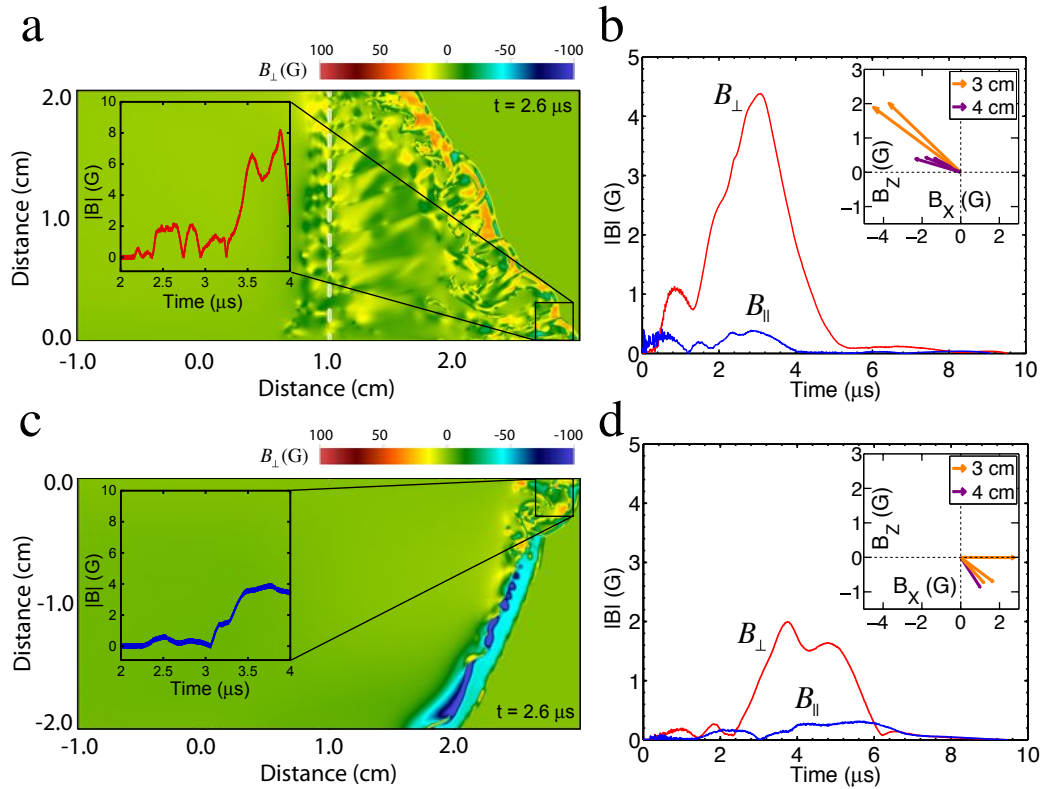 a
B⊥(G)
100 50 0 -50 -100
2.0
1.0
0.0
Distance (cm)
t = 2.6 μs
10
8
6
4
2
0
|B| (G)
2 2.5 3 3.5 4
Time (μs)
-1.0 0.0 1.0 2.0
Distance (cm)
b
5
4
3
2
1
0
|B| (G)
B⊥
B||
3
2
1
0
−1
BZ (G)
BX (G)
−4 −2 0
3 cm
4 cm
0 2 4 6 8 10
Time (μs)
c
B⊥(G)
100 50 0 -50 -100
0.0
-1.0
-2.0
Distance (cm)
10
8
6
4
2
0
|B| (G)
2 2.5 3 3.5 4
Time (μs)
t = 2.6 μs
-1.0 0.0 1.0 2.0
Distance (cm)
d
5
4
3
2
1
0
|B| (G)
B⊥
B||
3
2
1
0
−1
BZ (G)
BX (G)
−4 −2 0 2
3 cm
4 cm
0 2 4 6 8 10
Time (μs)